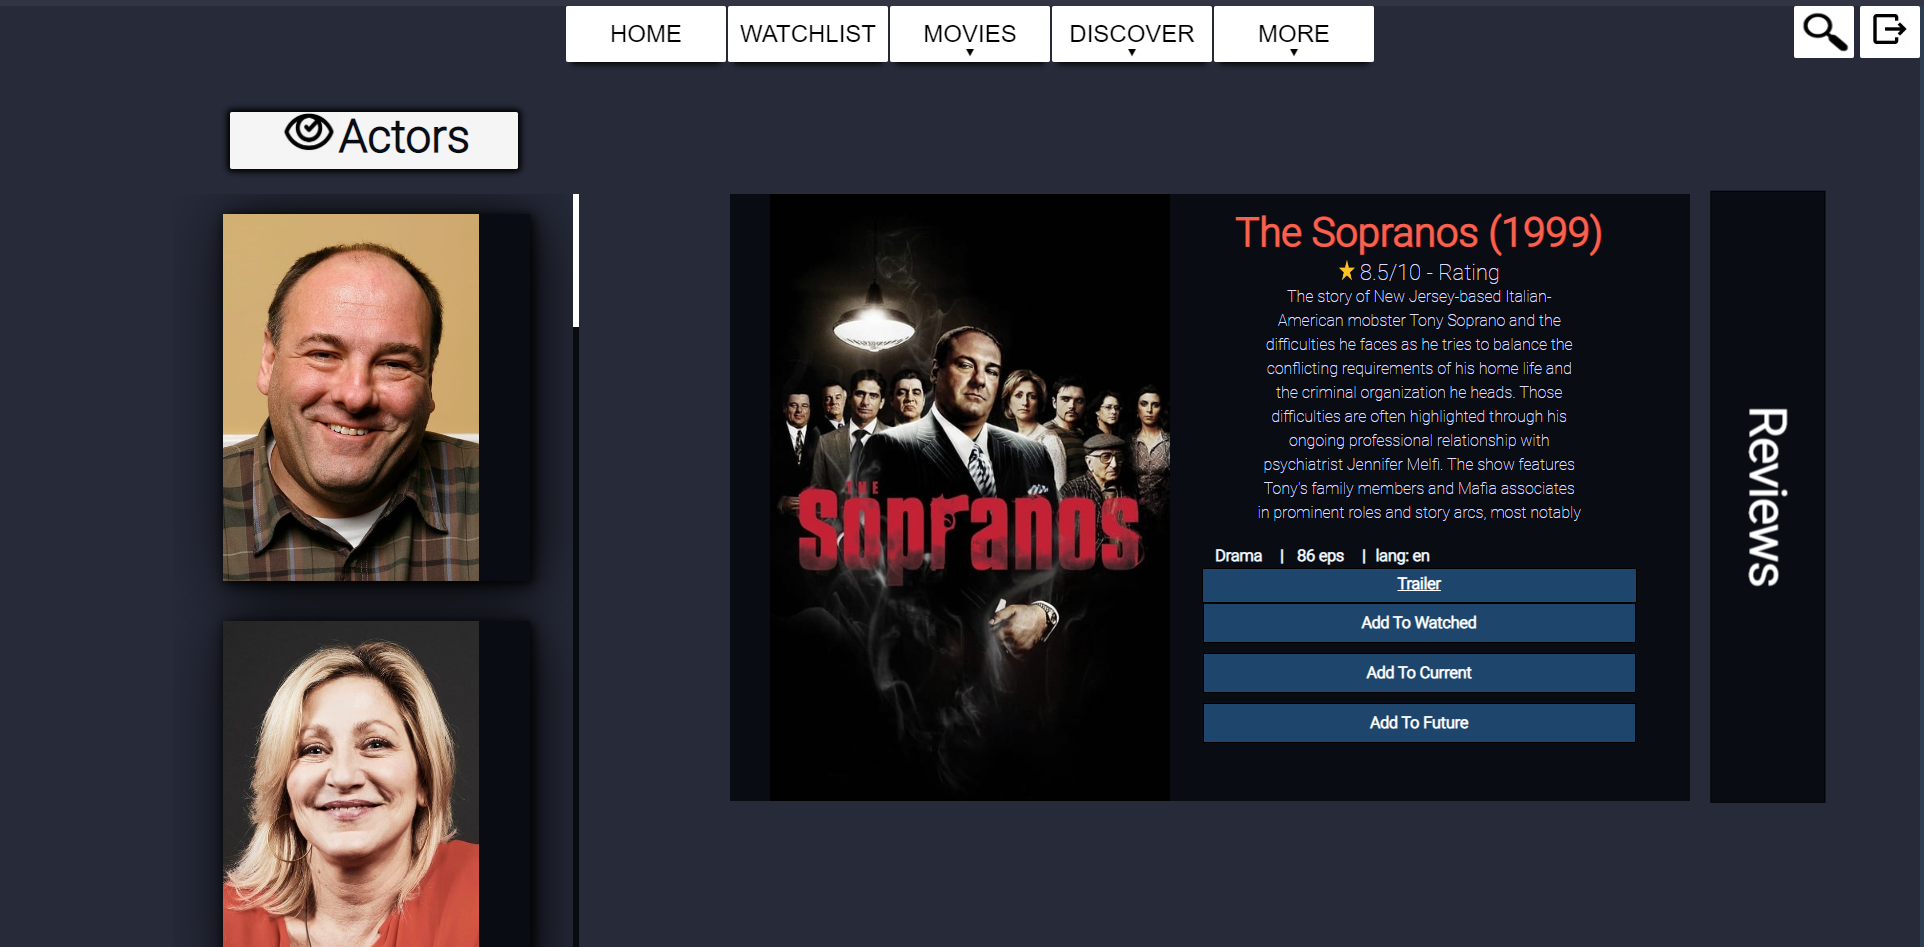 HOME
WATCHLIST
MOVIES
DISCOVER
MORE
Actors
THE
Sopranos
The Sopranos (1999)
8.5/10 - Rating
The story of New Jersey-based Italian-
American mobster Tony Soprano and the
difficulties he faces as he tries to balance the
conflicting requirements of his home life and
the criminal organization he heads. Those
difficulties are often highlighted through his
ongoing professional relationship with
psychiatrist Jennifer Melfi. The show features
Tony's family members and Mafia associates
in prominent roles and story arcs, most notably
Drama | 86 eps | lang: en
Trailer
Add To Watched
Add To Current
Add To Future
Reviews